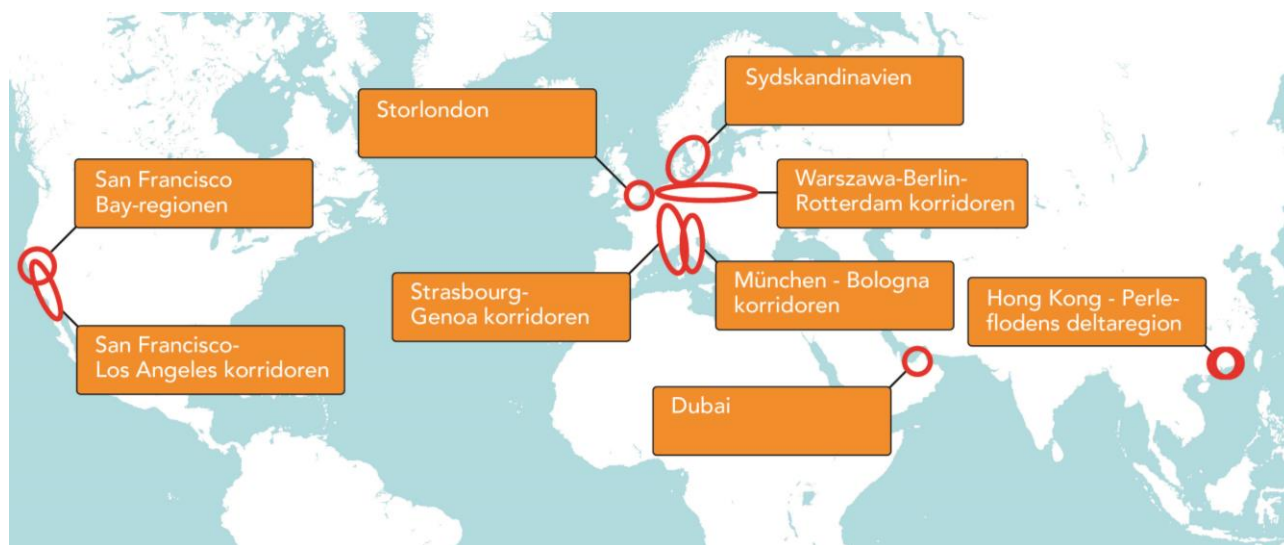 Sydskandinavien
Storlondon
San Francisco
Bay-regionen
Warszawa-Berlin-
Rotterdam korridoren
Strasbourg-
Genoa korridoren
München - Bologna
korridoren
Hong Kong - Perle-
flodens deltaregion
San Francisco-
Los Angeles korridoren
Dubai